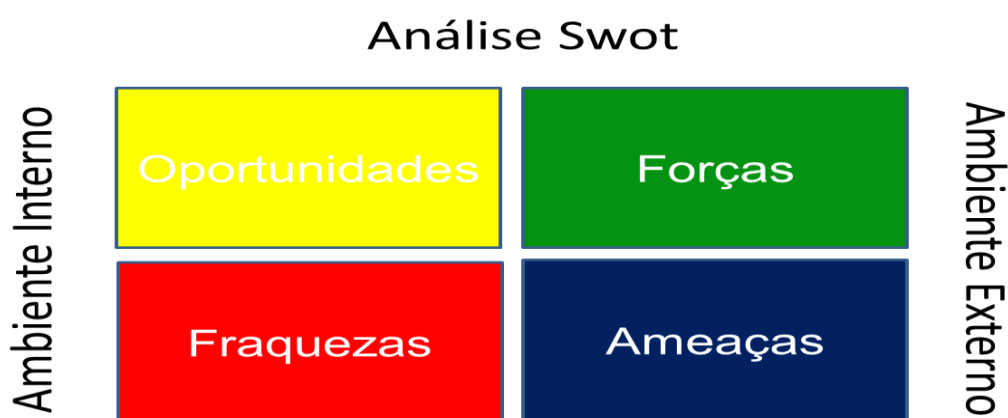 Análise Swot
Ambiente Interno
Oportunidades
Forças
Fraquezas
Ameaças
Ambiente Externo